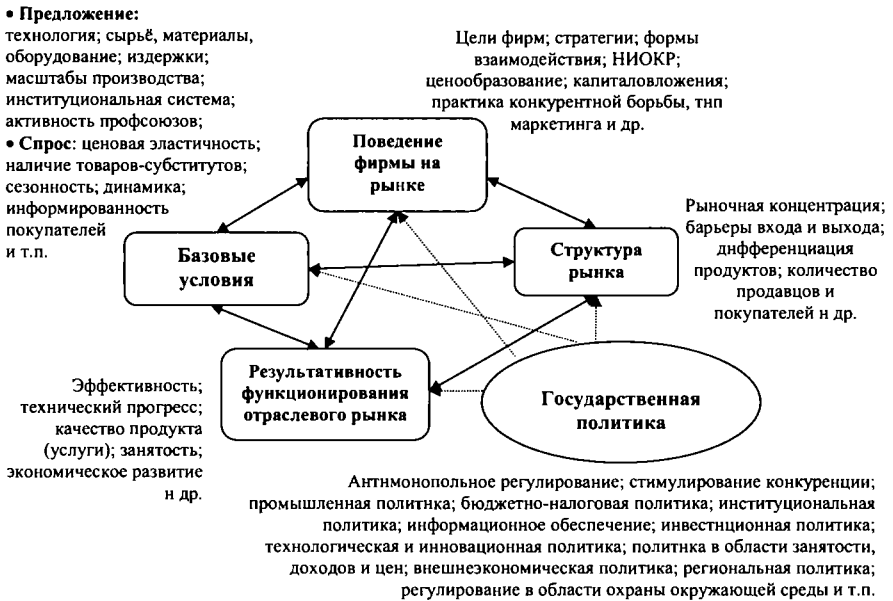 • Предложение:
технология; сырьё, материалы,
оборудование; издержки;
масштабы производства;
институциональная система;
активность профсоюзов;
• Спрос: ценовая эластичность;
наличие товаров-субститутов;
сезонность; динамика;
информированность
покупателей
и т.п.
Цели фирм; стратегии; формы
взаимодействия; НИОКР;
ценообразование; капиталовложения;
практика конкурентной борьбы, тнп
маркетинга и др.
Поведение
фирмы на
рынке
Базовые
условия
Структура
рынка
Рыночная концентрация;
барьеры входа и выхода;
днфференциация
продуктов; количество
продавцов и
покупателей н др.
Результативность
функционирования
отраслевого рынка
Государственная
политика
Эффективность;
технический прогресс;
качество продукта
(услуги); занятость;
экономическое развитие
н др.
Антнмонопольное регулирование; стимулирование конкуренции;
промышленная политнка; бюджетно-налоговая политика; институциональная
политика; информационное обеспечение; инвестнционная политика;
технологическая и инновационная политика; политнка в области занятости,
доходов и цен; внешнеэкономическая политика; региональная политика;
регулирование в области охраны окружающей среды и т.п.